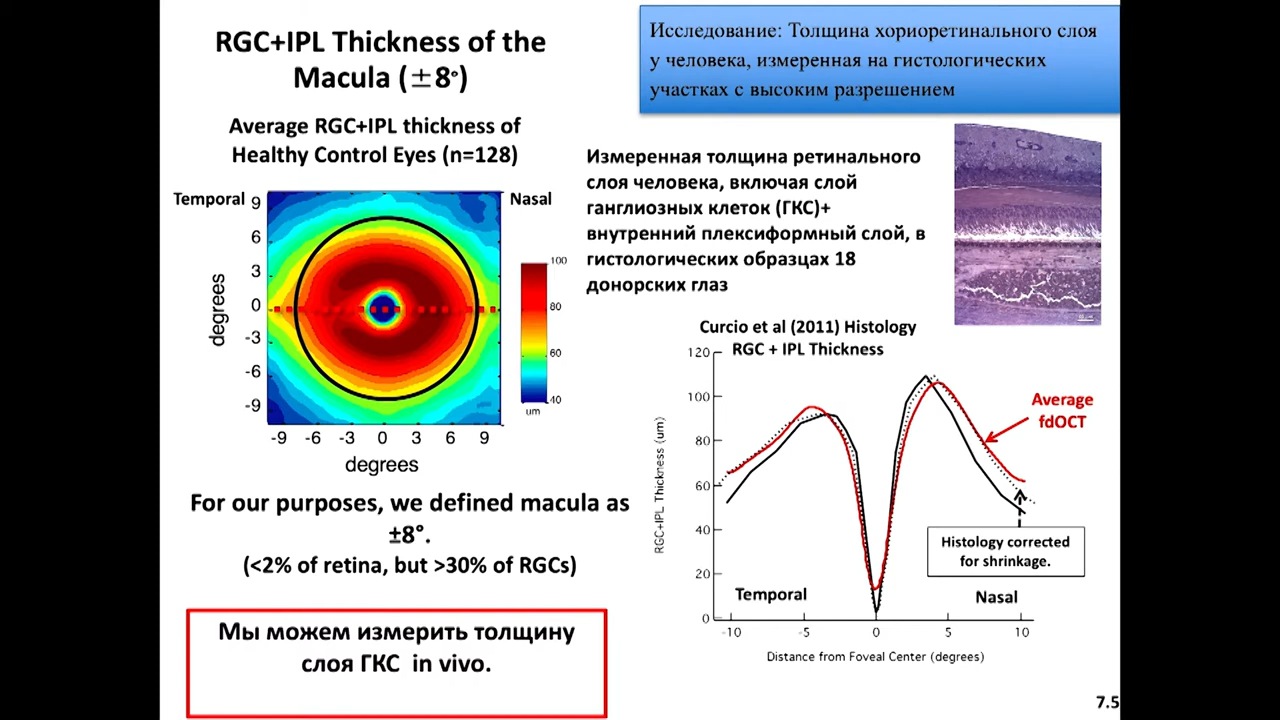 RGC+IPL Thickness of the
Macula (±8°)
Average RGC+IPL thickness of
Healthy Control Eyes (n=128)
Temporal
Nasal
9
6
3
0
-3
-6
-9
degrees
-9 -6 -3 0 3 6 9
degrees
100
80
60
40
um
For our purposes, we defined macula as
±8°.
(<2% of retina, but >30% of RGCs)
Мы можем измерить толщину
слоя ГКС in vivo.
Исследование: Толщина хориоретинального слоя
у человека, измеренная на гистологических
участках с высоким разрешением
Измеренная толщина ретинального
слоя человека, включая слой
ганглиозных клеток (ГКС)+
внутренний плексиформный слой, в
гистологических образцах 18
донорских глаз
Curcio et al (2011) Histology
RGC + IPL Thickness
120
100
80
60
40
20
0
RGC+IPL Thickness (um)
Average
fdOCT
Histology corrected
for shrinkage.
Temporal
Nasal
-10 -5 0 5 10
Distance from Foveal Center (degrees)
7.5